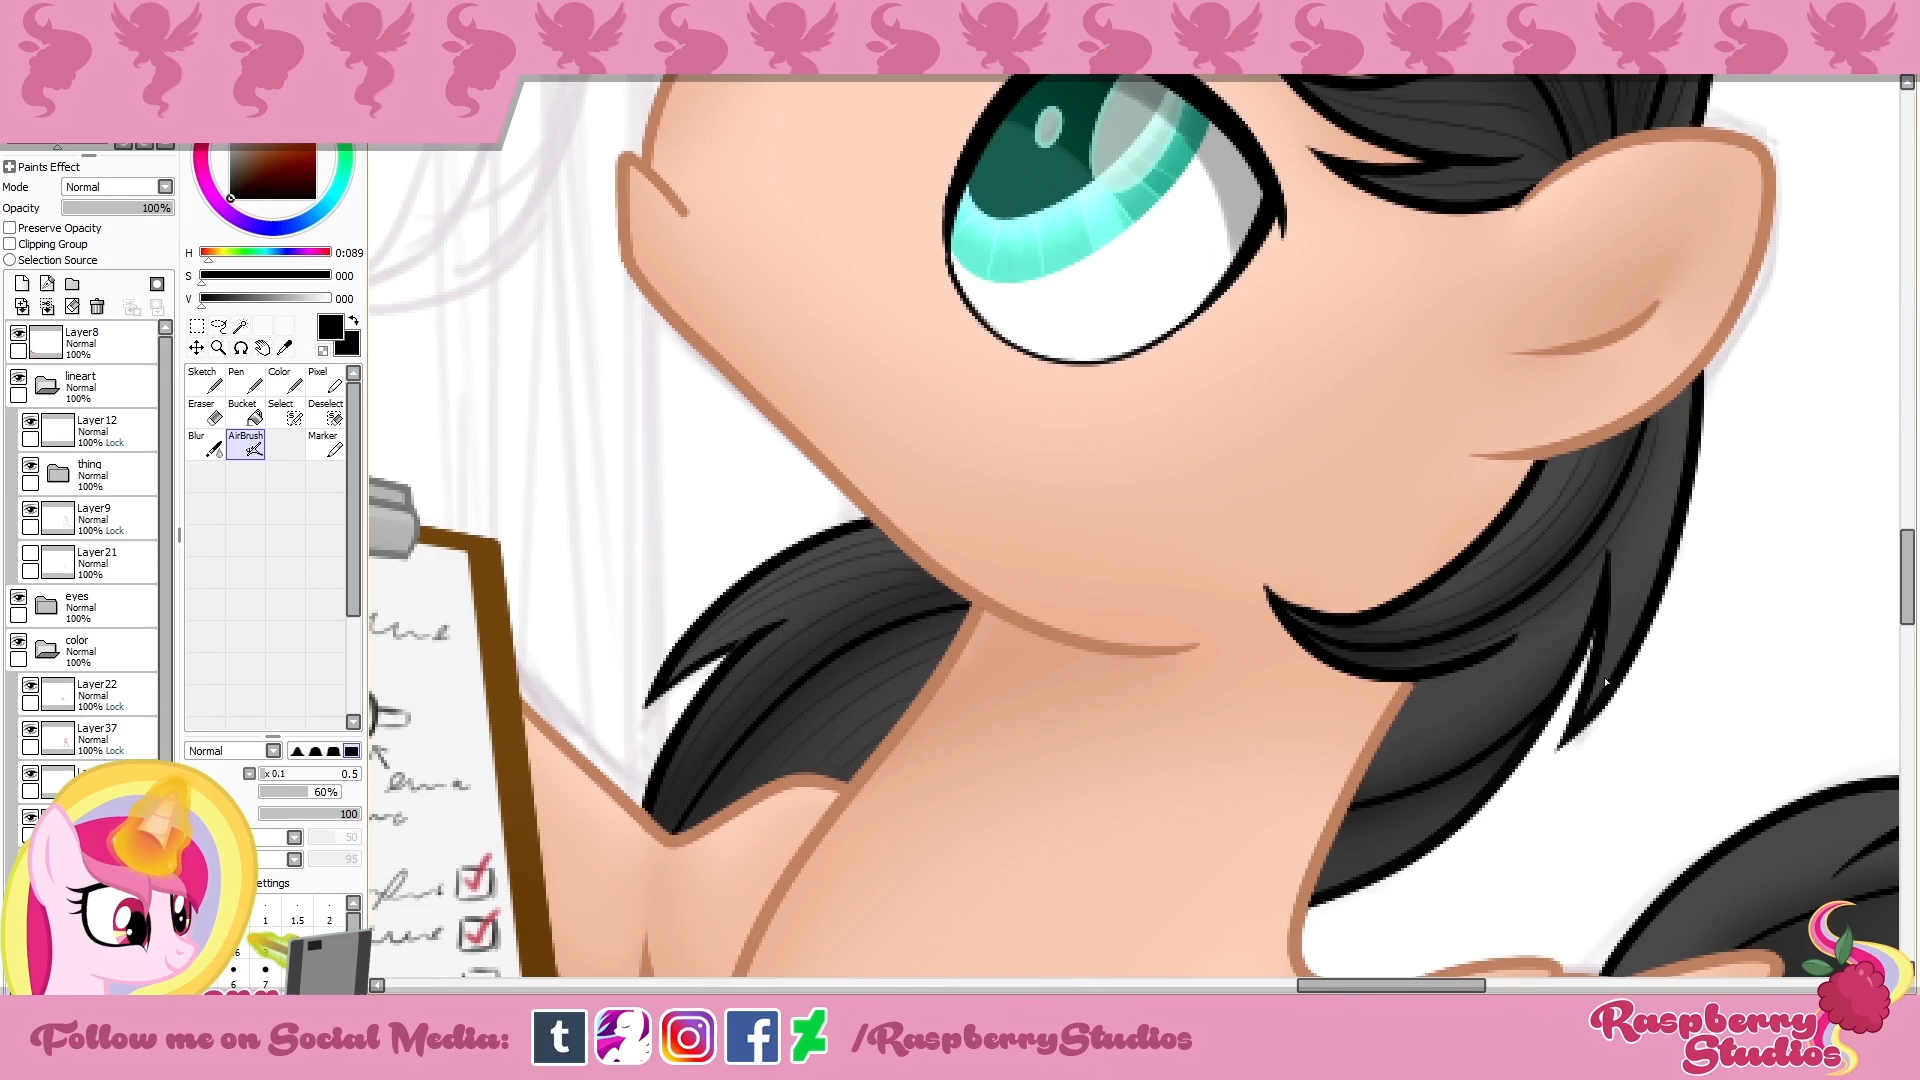 Paints Effect
Mode Normal
Opacity 100%
Preserve Opacity
Clipping Group
Selection Source
H 0:089
S 000
V 000
Layer8
Normal
100%
lineart
Normal
100%
Layer12
Normal
100% Lock
thing
Normal
100%
Layer9
Normal
100% Lock
Layer21
Normal
100%
eyes
Normal
100%
color
Normal
100%
Layer22
Normal
100% Lock
Layer37
Normal
100% Lock
Sketch Pen Color Pixel
Eraser Bucket Select Deselect
Blur AirBrush Marker
Normal
x 0.1 0.5
60%
100
50
95
1 1.5 2
6 7
Follow me on Social Media:
t
f
/RaspberryStudios
Raspberry
Studios